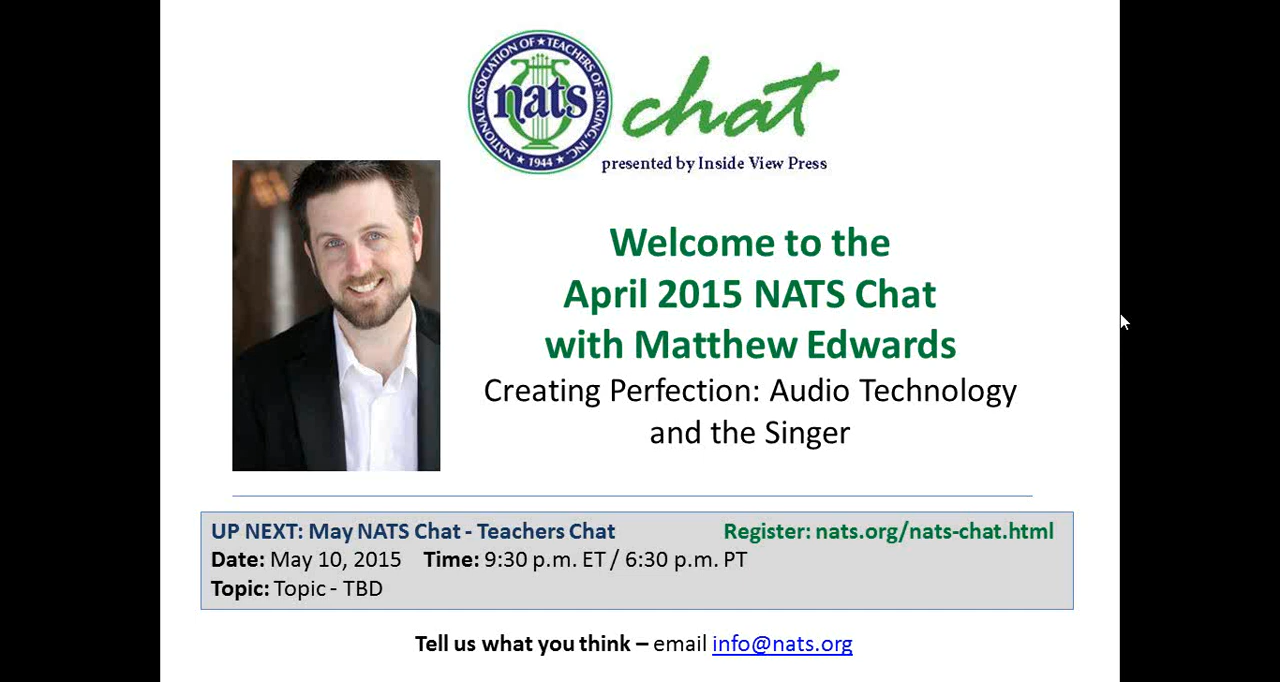 NATIONAL ASSOCIATION OF ★ TEACHERS OF SINGING, INC.
nats
★ 1944 ★
chat
presented by Inside View Press
Welcome to the
April 2015 NATS Chat
with Matthew Edwards
Creating Perfection: Audio Technology
and the Singer
UP NEXT: May NATS Chat - Teachers Chat Register: nats.org/nats-chat.html
Date: May 10, 2015 Time: 9:30 p.m. ET / 6:30 p.m. PT
Topic: Topic - TBD
Tell us what you think – email info@nats.org